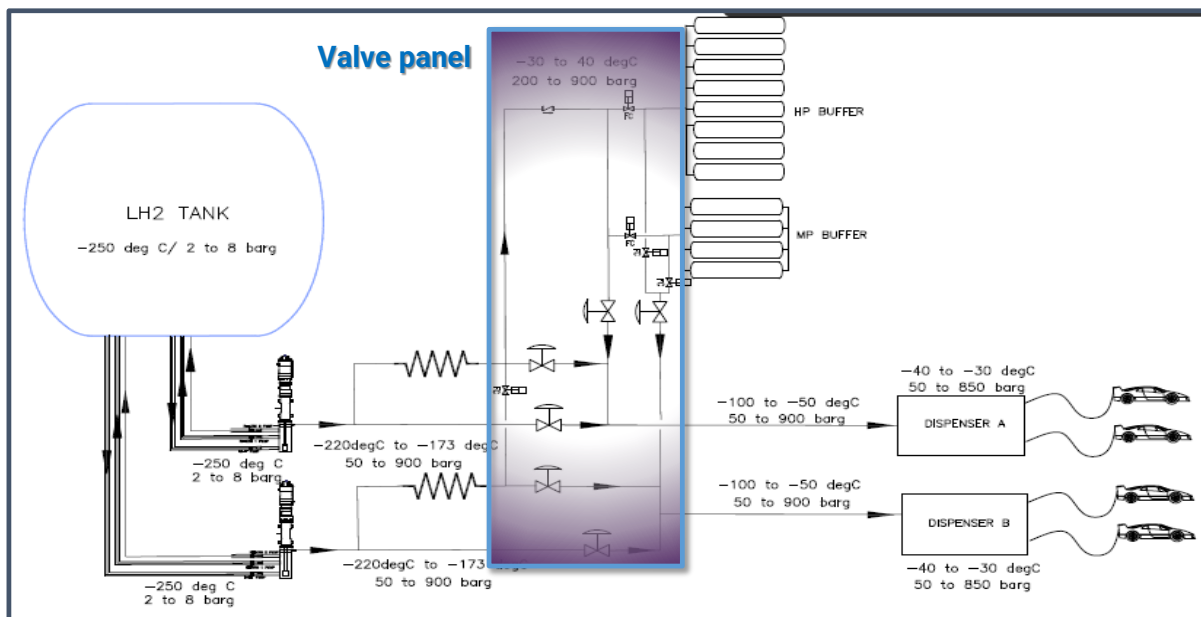 Valve panel
-30 to 40 degC
200 to 900 barg
FC
HP BUFFER
LH2 TANK
-250 deg C/ 2 to 8 barg
FC
MP BUFFER
-40 to -30 degC
50 to 850 barg
-100 to -50 degC
50 to 900 barg
DISPENSER A
-220degC to -173 degC
50 to 900 barg
-250 deg C
2 to 8 barg
-100 to -50 degC
50 to 900 barg
DISPENSER B
-220degC to -173 degC
50 to 900 barg
-40 to -30 degC
50 to 850 barg
-250 deg C
2 to 8 barg